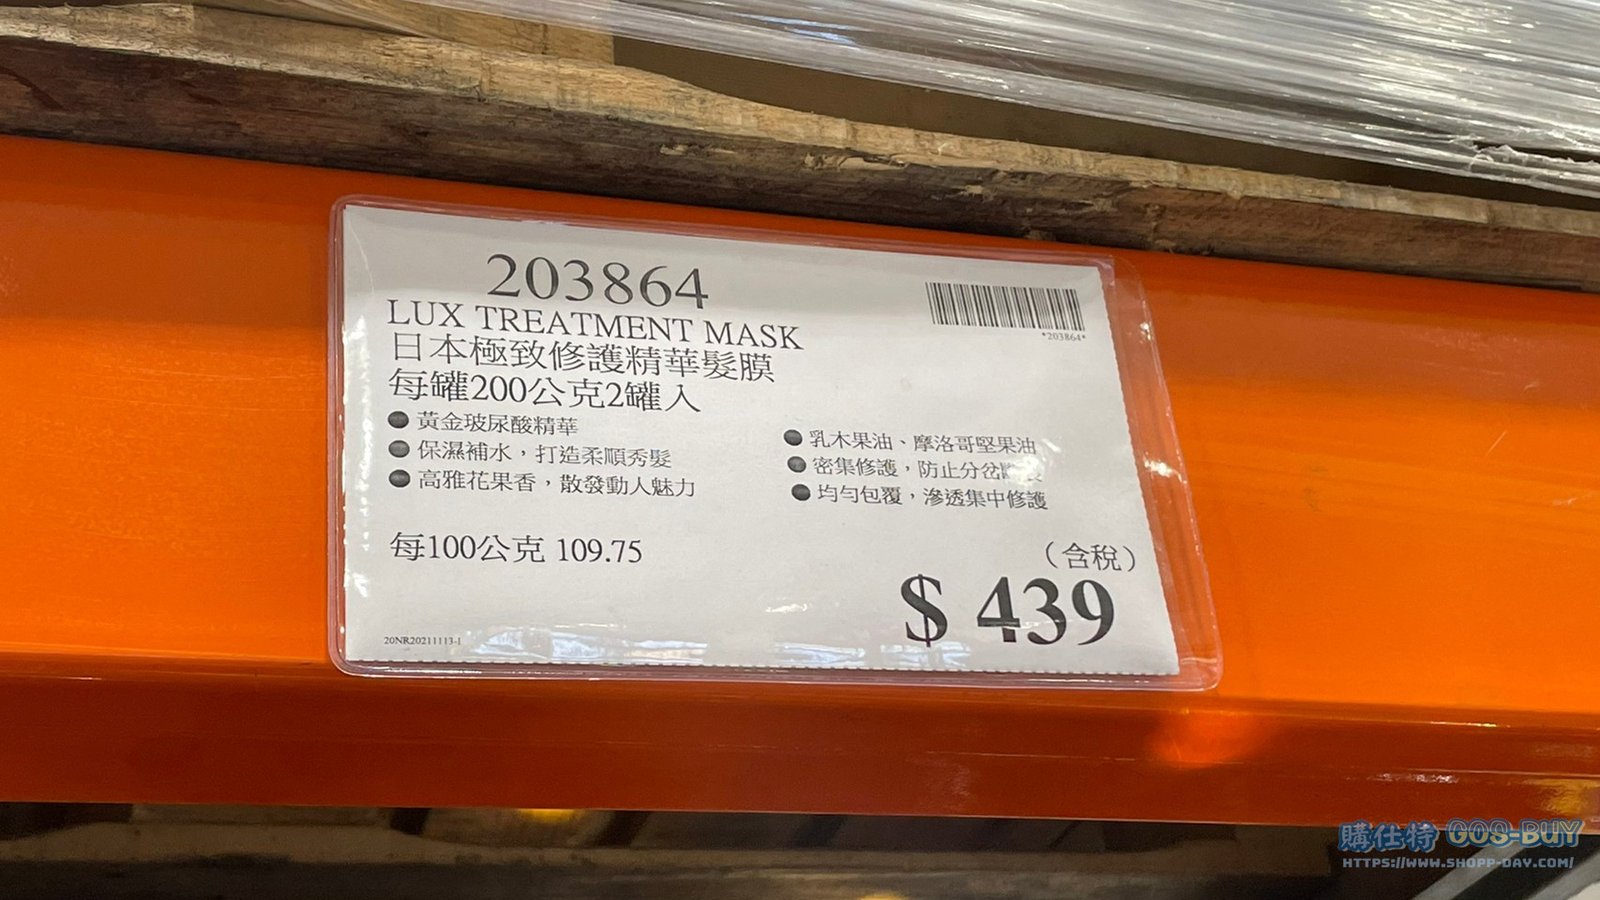 203864
LUX TREATMENT MASK
日本極致修護精華髮膜
每罐200公克2罐入
*203864*
● 黃金玻尿酸精華
● 保濕補水，打造柔順秀髮
● 高雅花果香，散發動人魅力
● 乳木果油、摩洛哥堅果油
● 密集修護，防止分岔
● 均勻包覆，滲透集中修護
每100公克 109.75
（含稅）
$ 439
20NR20211113-1
購仕特 GOS-BUY
HTTPS://WWW.SHOPP-DAY.COM/